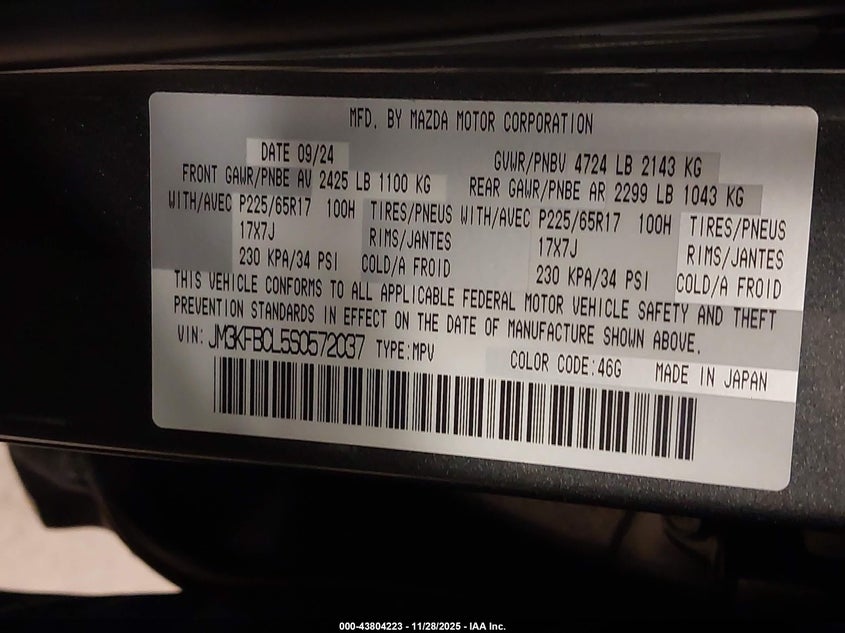 MFD. BY MAZDA MOTOR CORPORATION
DATE 09/24 GVWR/PNBV 4724 LB 2143 KG
FRONT GAWR/PNBE AV 2425 LB 1100 KG REAR GAWR/PNBE AR 2299 LB 1043 KG
WITH/AVEC P225/65R17 100H TIRES/PNEUS WITH/AVEC P225/65R17 100H TIRES/PNEUS
17X7J RIMS/JANTES 17X7J RIMS/JANTES
230 KPA/34 PSI COLD/A FROID 230 KPA/34 PSI COLD/A FROID
THIS VEHICLE CONFORMS TO ALL APPLICABLE FEDERAL MOTOR VEHICLE SAFETY AND THEFT
PREVENTION STANDARDS IN EFFECT ON THE DATE OF MANUFACTURE SHOWN ABOVE.
VIN: JM3KFBCL5S0572037 TYPE:MPV COLOR CODE:46G MADE IN JAPAN
000-43804223 - 11/28/2025 - IAA Inc.